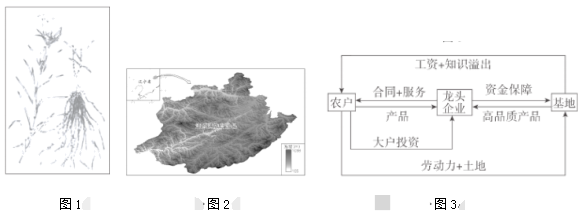 工资+知识溢出
合同+服务
资金保障
农户
龙头
企业
基地
产品
高品质产品
大户投资
劳动力+土地
图1
图2
图3